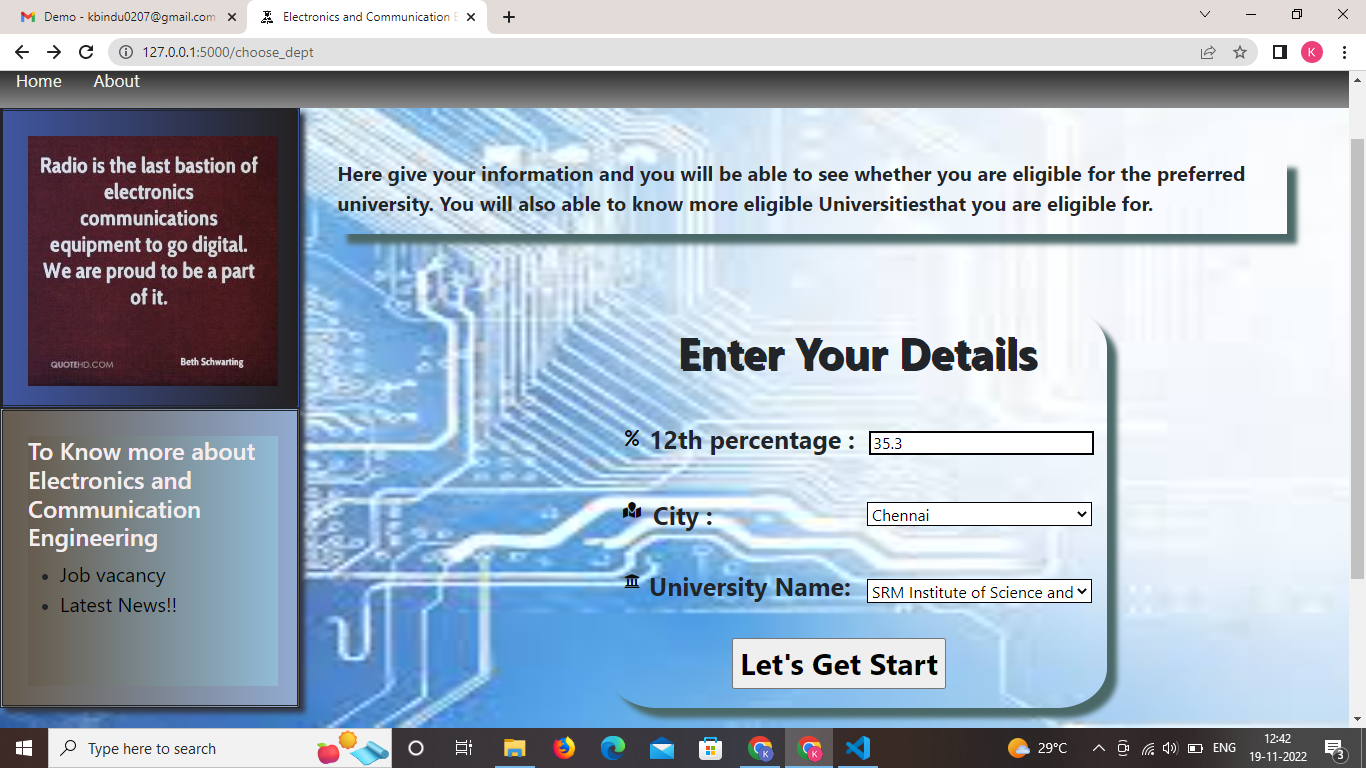 Demo - kbindu0207@gmail.com
Electronics and Communication E
127.0.0.1:5000/choose_dept
K
Home About
Radio is the last bastion of
electronics
communications
equipment to go digital.
We are proud to be a part
of it.
QUOTEHD.COM
Beth Schwarting
Here give your information and you will be able to see whether you are eligible for the preferred
university. You will also able to know more eligible Universitiesthat you are eligible for.
Enter Your Details
% 12th percentage : 35.3
City : Chennai
University Name: SRM Institute of Science and
Let's Get Start
To Know more about
Electronics and
Communication
Engineering
Job vacancy
Latest News!!
Type here to search
K
K
29°C
ENG
12:42
19-11-2022
3